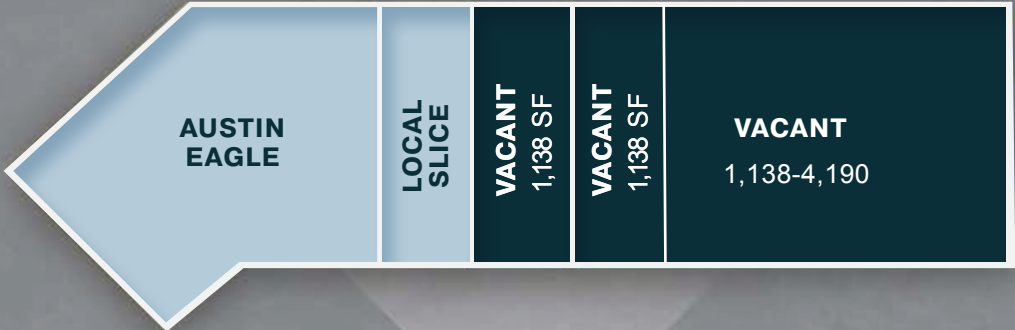 AUSTIN
EAGLE
LOCAL
SLICE
VACANT
1,138 SF
VACANT
1,138 SF
VACANT
1,138-4,190